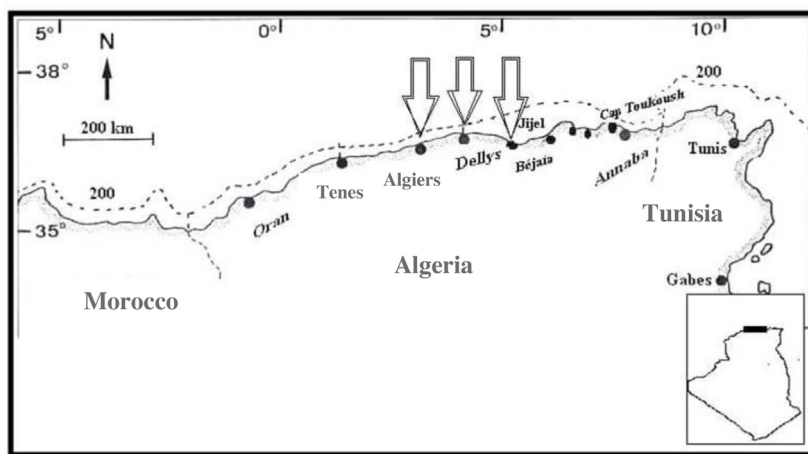 5° 0° 5° 10°
N
38°
200
200 km
Cap Toukoush
Jijel
Dellys
Béjaia
Annaba
Tunis
Algiers
Tenes
200
Oran
Tunisia
35°
Algeria
Gabes
Morocco